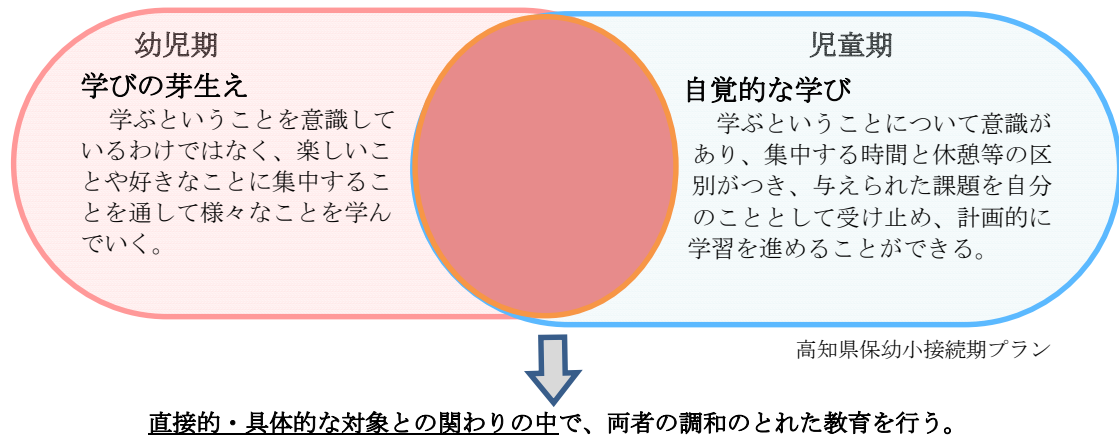 幼児期
学びの芽生え
学ぶということを意識して
いるわけではなく、楽しいこ
とや好きなことに集中するこ
とを通して様々なことを学ん
でいく。
児童期
自覚的な学び
学ぶということについて意識が
あり、集中する時間と休憩等の区
別がつき、与えられた課題を自分
のこととして受け止め、計画的に
学習を進めることができる。
高知県保幼小接続期プラン
直接的・具体的な対象との関わりの中で、両者の調和のとれた教育を行う。